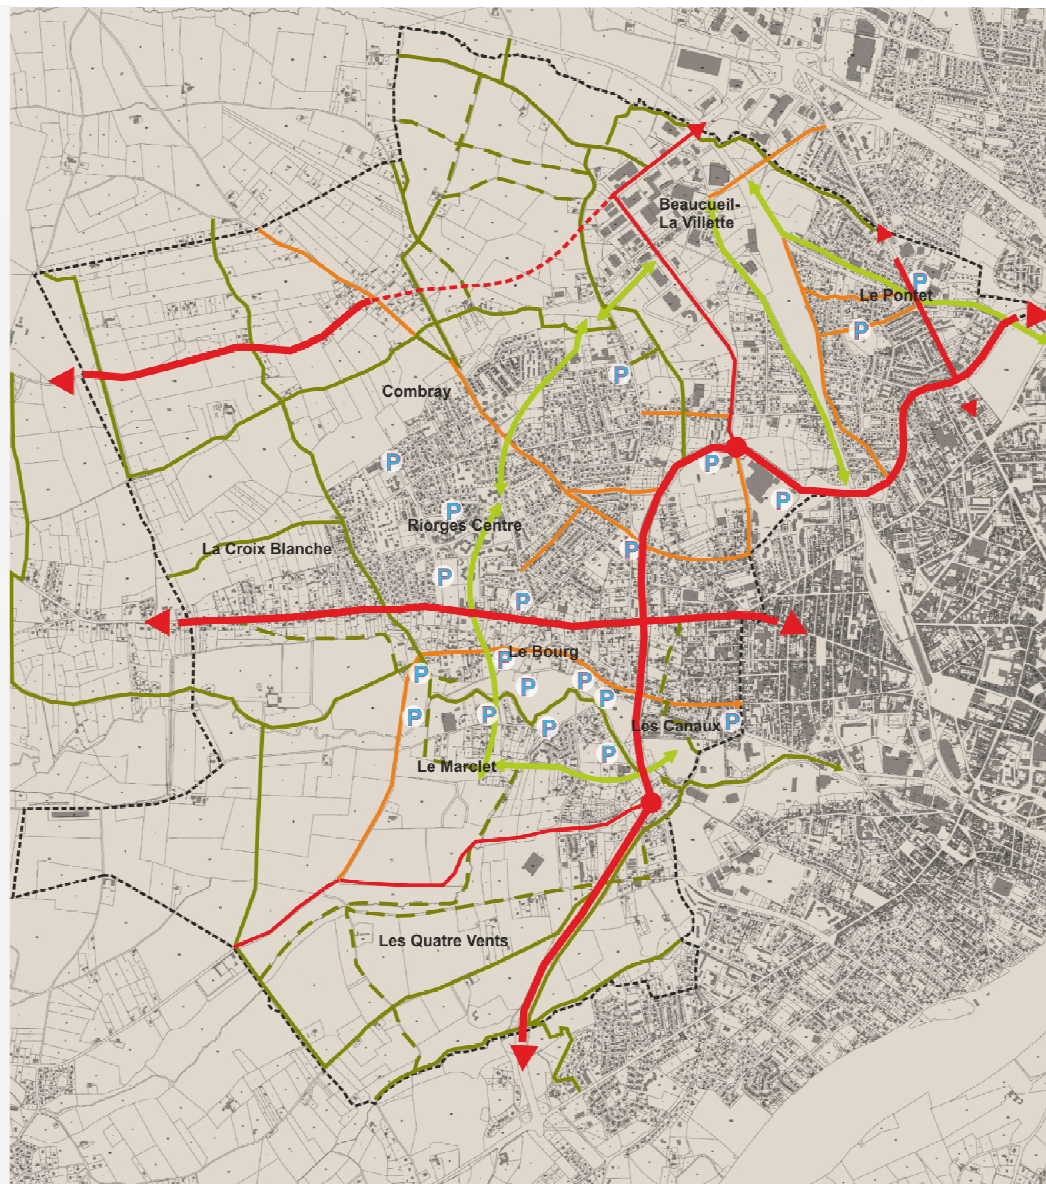 Beaucueil-
La Villette
P
Le Pontet
P
P
Combray
P
P
P
P
Riorges Centre
P
La Croix Blanche
P
P
Le Bourg
P
P
P
P
P
P
P
P
P
Les Canaux
P
P
Le Marclet
Les Quatre Vents